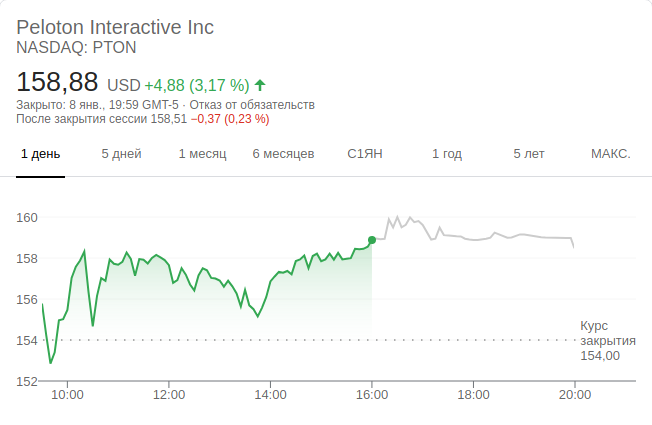 Peloton Interactive Inc
NASDAQ: PTON
158,88 USD +4,88 (3,17 %)
Закрыто: 8 янв., 19:59 GMT-5 · Отказ от обязательств
После закрытия сессии 158,51 −0,37 (0,23 %)
1 день 5 дней 1 месяц 6 месяцев С1ЯН 1 год 5 лет МАКС.
160
158
156
154
152
Курс
закрытия
154,00
10:00 12:00 14:00 16:00 18:00 20:00